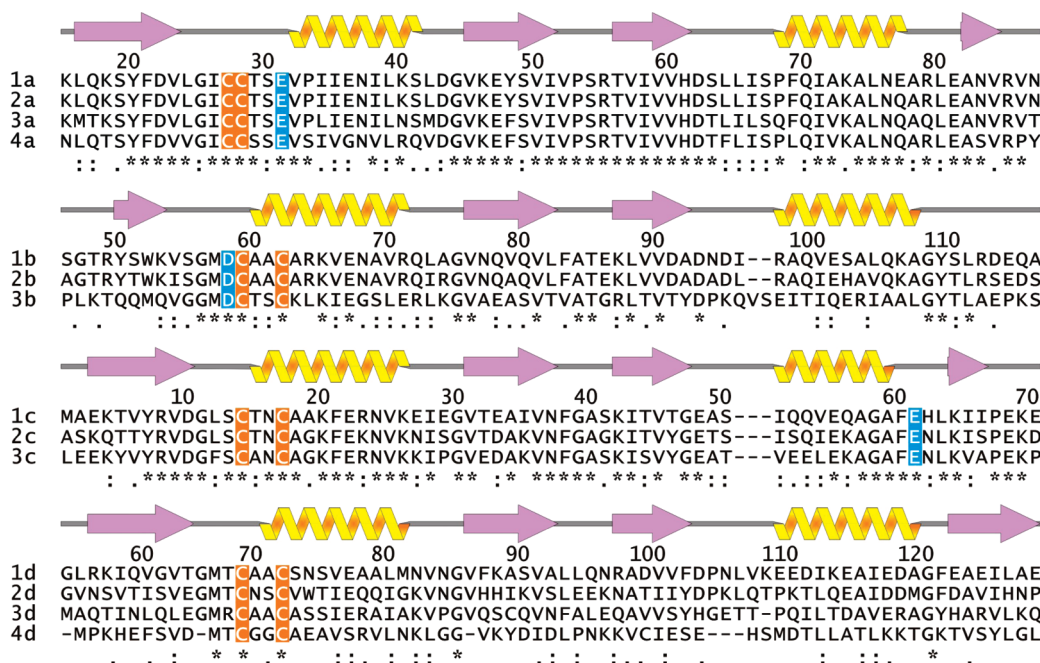 20 30 40 50 60 70 80
1a KLQKSYFDVLGICCTSEVPIIENILKSLDGVKEYSVIVPSRTVIVVHDSLLISPFQIAKALNEARLEANVRVN
2a KLQKSYFDVLGICCTSEVPIIENILKSLDGVKEYSVIVPSRTVIVVHDSLLISPFQIAKALNQARLEANVRVN
3a KMTKSYFDVLGICCTSEVPLIENILNSMDGVKEFSVIVPSRTVIVVHDTLILSQFQIVKALNQAQLEANVRVT
4a NLQTSYFDVVGICCSSEVSIVGNVLRQVDGVKEFSVIVPSRTVIVVHDTFLISPLQIVKALNQARLEASVRPY
50 60 70 80 90 100 110
1b SGTRYSWKVSGMDCAACARKVENAVRQLAGVNQVQVLFATEKLVVDADNDI--RAQVESALQKAGYSLRDEQA
2b AGTRYTWKISGMDCAACARKVENAVRQIRGVNQAQVLFATEKLVVDADADL--RAQIEHAVQKAGYTLRSEDS
3b PLKTQQMQVGGMDCTSCKLKIEGSLERLKGVAEASVTVATGRLTVTYDPKQVSEITIQERIAALGYTLAEPKS
10 20 30 40 50 60 70
1c MAEKTVYRVDGLSCTNCAAKFERNVKEIEGVTEAIVNFGASKITVTGEAS---IQQVEQAGAFEHLKIIPEKE
2c ASKQTTYRVDGLSCTNCAGKFEKNVKNISGVTDAKVNFGAGKITVYGETS---ISQIEKAGAFENLKISPEKD
3c LEEKYVYRVDGFSCANCAGKFERNVKKIPGVEDAKVNFGASKISVYGEAT---VEELEKAGAFENLKVAPEKP
60 70 80 90 100 110 120
1d GLRKIQVGVTGMTCAACSNSVEAALMNVNGVFKASVALLQNRADVVFDPNLVKEEDIKEAIEDAGFEAEILAE
2d GVNSVTISVEGMTCNSCVWTIEQQIGKVNGVHHIKVSLEEKNATIIYDPKLQTPKTLQEAIDDMGFDAVIHNP
3d MAQTINLQLEGMRCAACASSIERAIAKVPGVQSCQVNFALEQAVVSYHGETT-PQILTDAVERAGYHARVLKQ
4d -MPKHEFSVD-MTCGGCAEAVSRVLNKLGG-VKYDIDLPNKKVCIESE---HSMDTLLATLKKTGKTVSYLGL